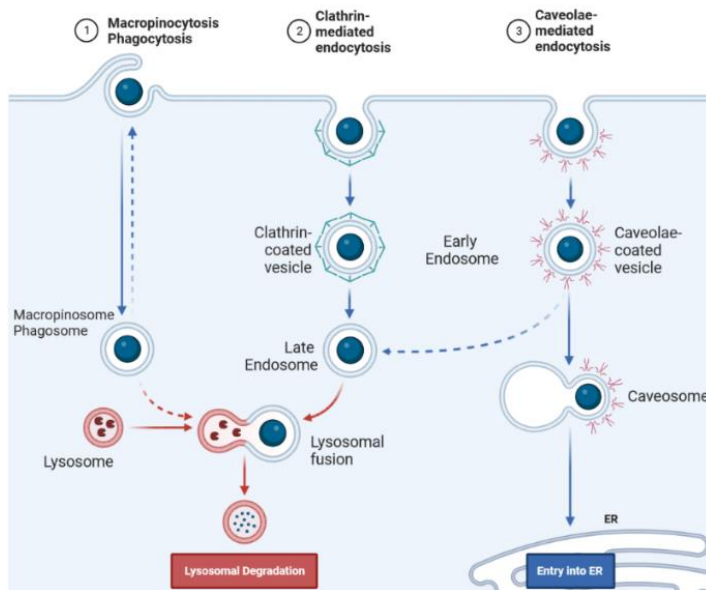 1 Macropinocytosis
Phagocytosis
2 Clathrin-
mediated
endocytosis
3 Caveolae-
mediated
endocytosis
Clathrin-
coated
vesicle
Early
Endosome
Caveolae-
coated
vesicle
Macropinosome
Phagosome
Late
Endosome
Caveosome
Lysosome
Lysosomal
fusion
ER
Lysosomal Degradation
Entry into ER